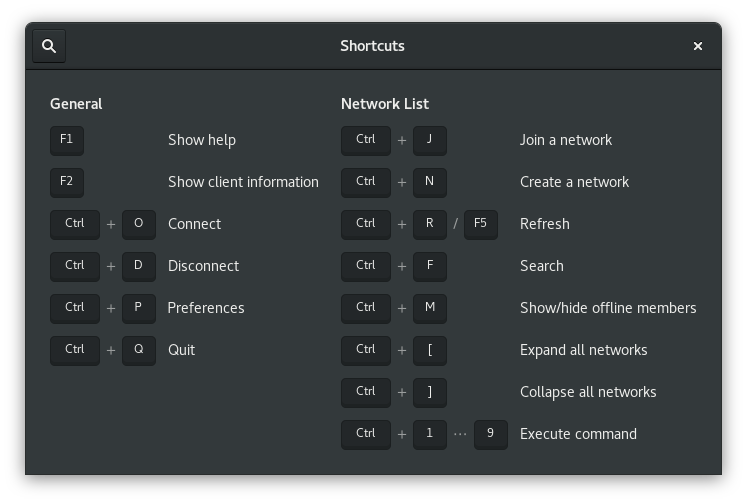 Shortcuts
General
F1 Show help
F2 Show client information
Ctrl + O Connect
Ctrl + D Disconnect
Ctrl + P Preferences
Ctrl + Q Quit
Network List
Ctrl + J Join a network
Ctrl + N Create a network
Ctrl + R / F5 Refresh
Ctrl + F Search
Ctrl + M Show/hide offline members
Ctrl + [ Expand all networks
Ctrl + ] Collapse all networks
Ctrl + 1 ⋯ 9 Execute command